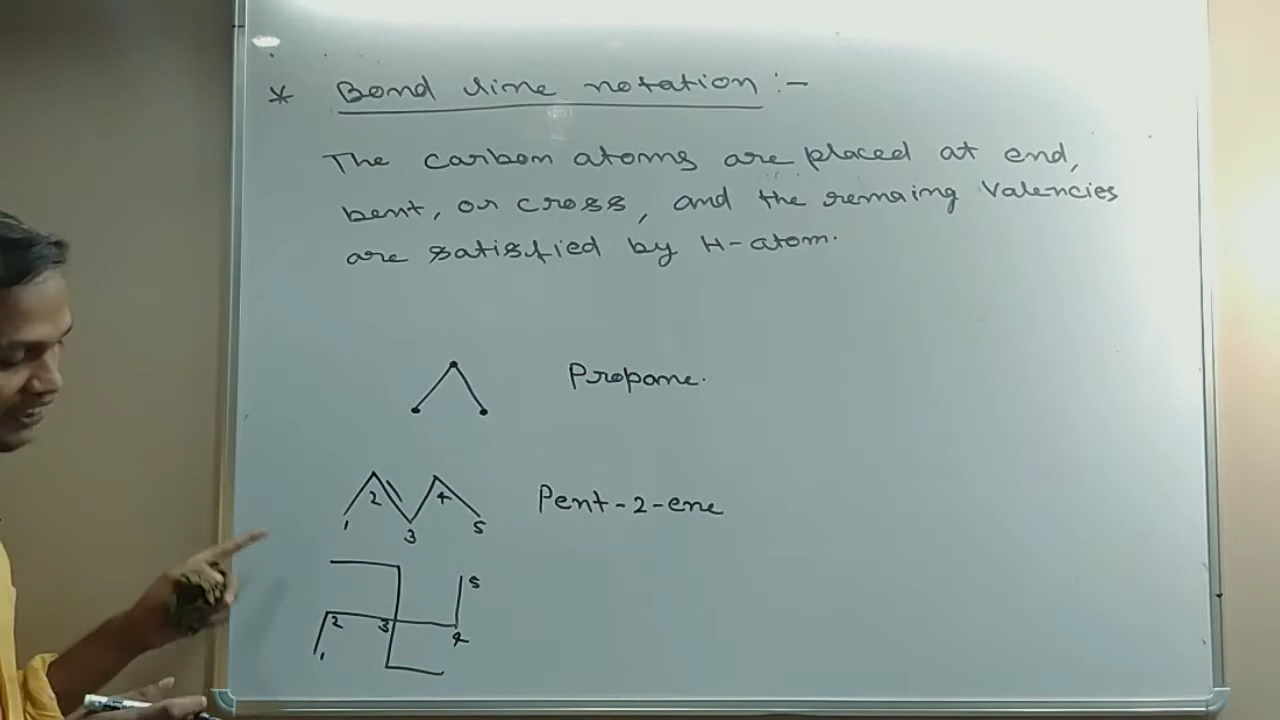 * Bond line notation :-
The carbon atoms are placed at end,
bent, or cross, and the remaing valencies
are satisfied by H-atom.
Propane.
2 4
1 3 5
Pent-2-ene
5
2 3 4
1